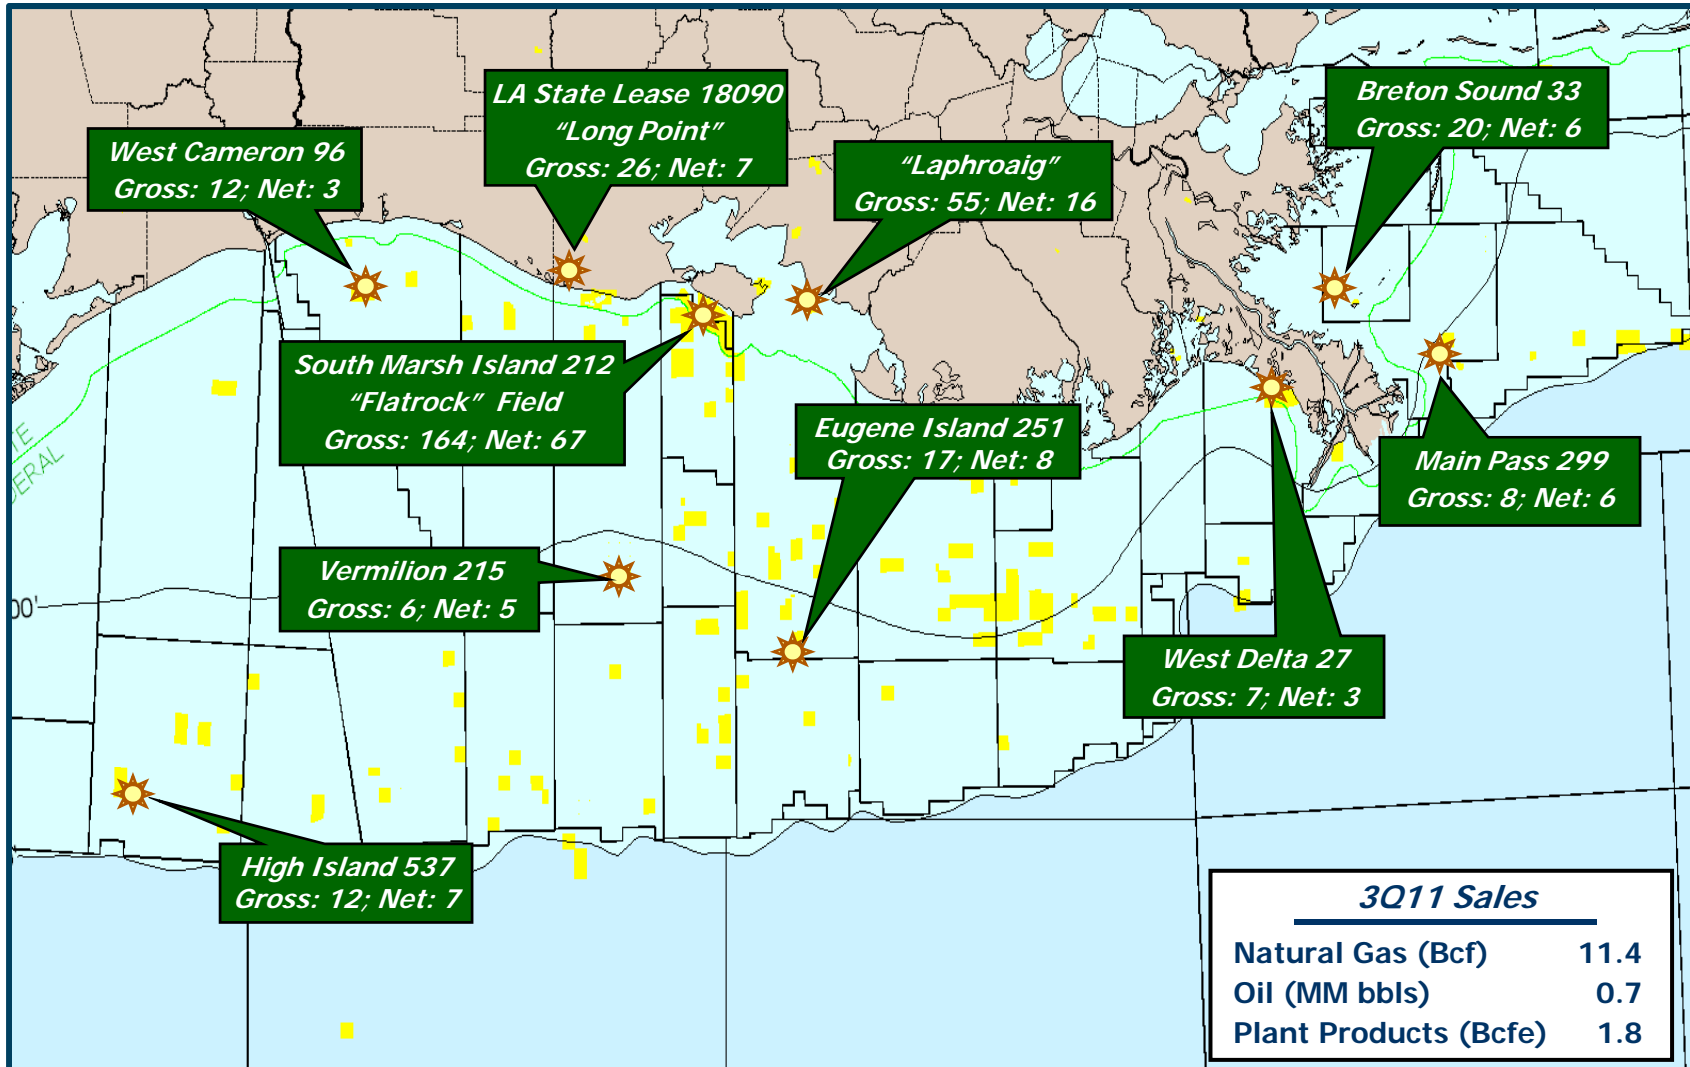 LA State Lease 18090
“Long Point”
Gross: 26; Net: 7
Breton Sound 33
Gross: 20; Net: 6
West Cameron 96
Gross: 12; Net: 3
“Laphroaig”
Gross: 55; Net: 16
South Marsh Island 212
“Flatrock” Field
Gross: 164; Net: 67
Eugene Island 251
Gross: 17; Net: 8
Main Pass 299
Gross: 8; Net: 6
Vermilion 215
Gross: 6; Net: 5
00'
West Delta 27
Gross: 7; Net: 3
High Island 537
Gross: 12; Net: 7
3Q11 Sales
Natural Gas (Bcf) 11.4
Oil (MM bbls) 0.7
Plant Products (Bcfe) 1.8